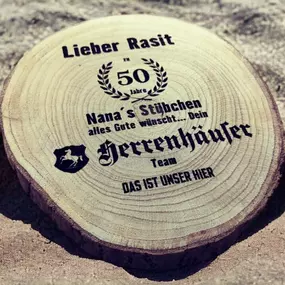 Lieber Rasit
zu
50
Jahre
Nana´s Stübchen
alles Gute wünscht... Dein
Herrenhäuser
Team
DAS IST UNSER HIER